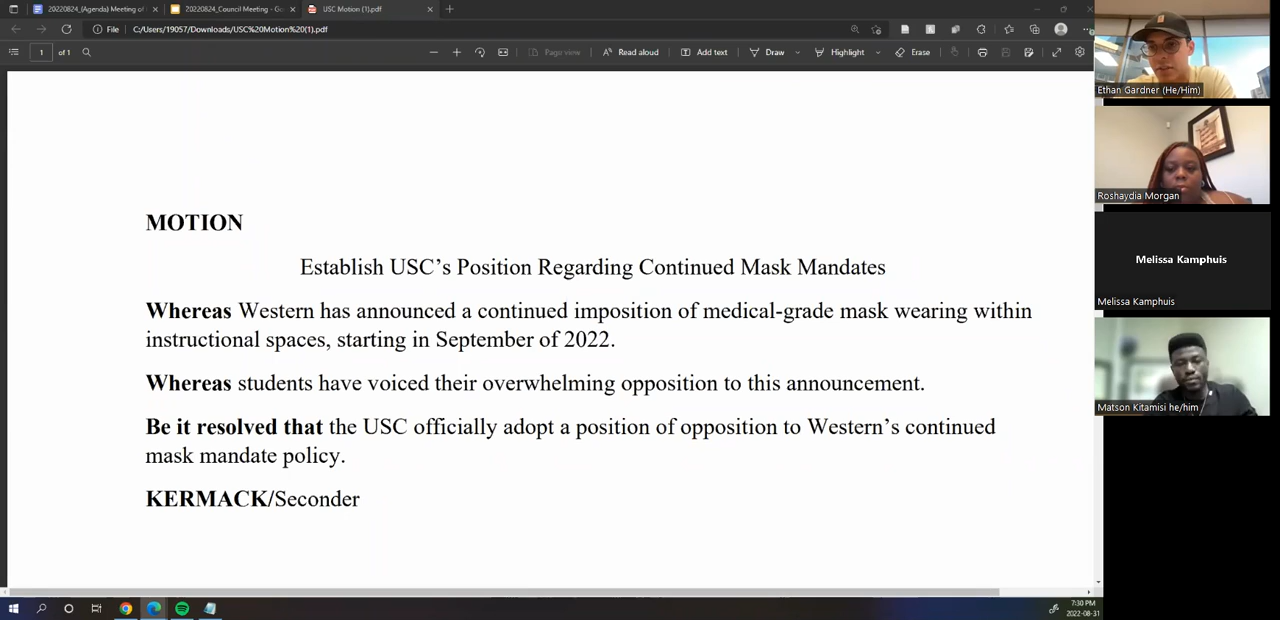 20220824_(Agenda) Meeting of
20220824_Council Meeting - Go
USC Motion (1).pdf
File
C:/Users/19057/Downloads/USC%20Motion%20(1).pdf
1 of 1
Page view
Read aloud
Add text
Draw
Highlight
Erase
MOTION
Establish USC's Position Regarding Continued Mask Mandates
Whereas Western has announced a continued imposition of medical-grade mask wearing within
instructional spaces, starting in September of 2022.
Whereas students have voiced their overwhelming opposition to this announcement.
Be it resolved that the USC officially adopt a position of opposition to Western's continued
mask mandate policy.
KERMACK/Seconder
Ethan Gardner (He/Him)
Roshaydia Morgan
Melissa Kamphuis
Melissa Kamphuis
Matson Kitamisi he/him
7:30 PM
2022-08-31